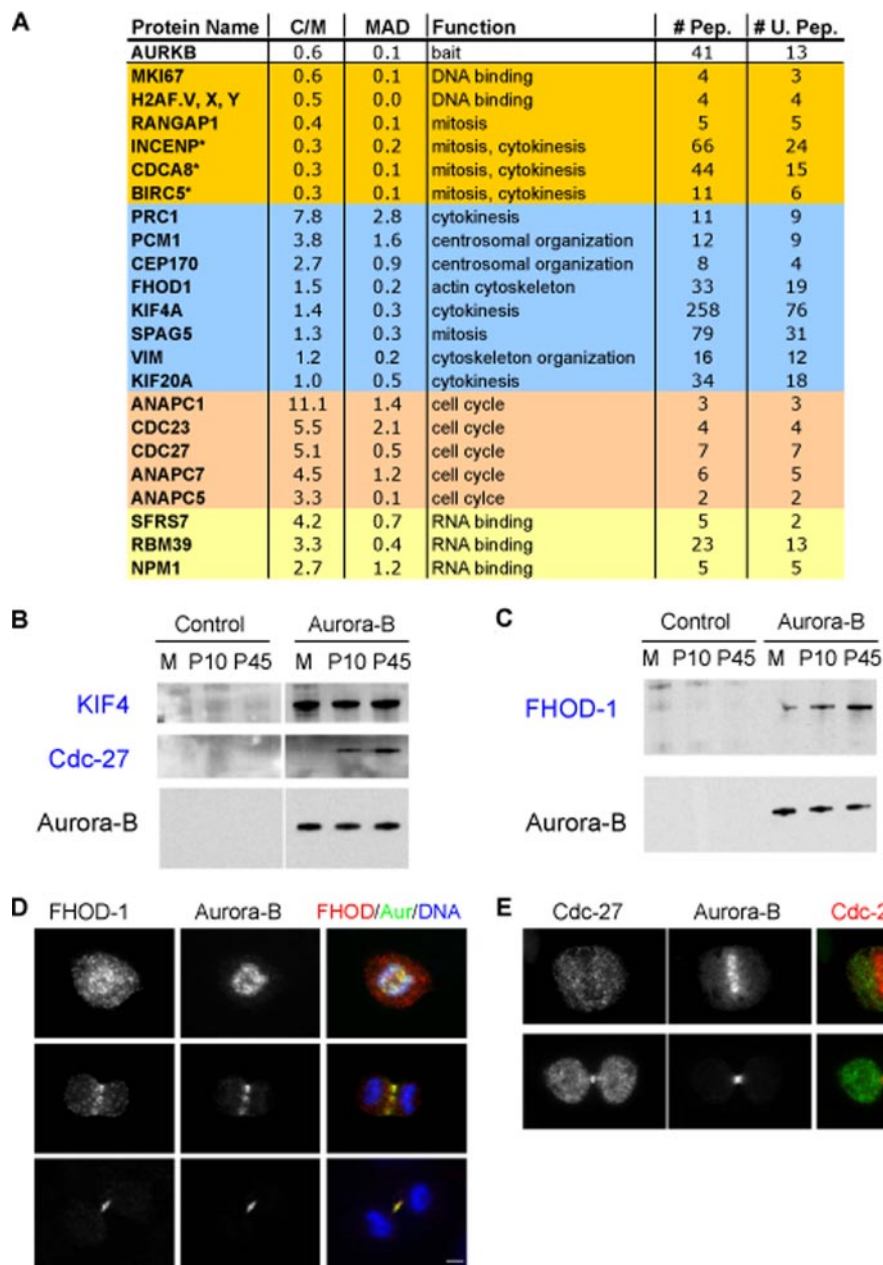 A
Protein Name C/M MAD Function # Pep. # U. Pep.
AURKB 0.6 0.1 bait 41 13
MKI67 0.6 0.1 DNA binding 4 3
H2AF.V, X, Y 0.5 0.0 DNA binding 4 4
RANGAP1 0.4 0.1 mitosis 5 5
INCENP* 0.3 0.2 mitosis, cytokinesis 66 24
CDCA8* 0.3 0.1 mitosis, cytokinesis 44 15
BIRC5* 0.3 0.1 mitosis, cytokinesis 11 6
PRC1 7.8 2.8 cytokinesis 11 9
PCM1 3.8 1.6 centrosomal organization 12 9
CEP170 2.7 0.9 centrosomal organization 8 4
FHOD1 1.5 0.2 actin cytoskeleton 33 19
KIF4A 1.4 0.3 cytokinesis 258 76
SPAG5 1.3 0.3 mitosis 79 31
VIM 1.2 0.2 cytoskeleton organization 16 12
KIF20A 1.0 0.5 cytokinesis 34 18
ANAPC1 11.1 1.4 cell cycle 3 3
CDC23 5.5 2.1 cell cycle 4 4
CDC27 5.1 0.5 cell cycle 7 7
ANAPC7 4.5 1.2 cell cycle 6 5
ANAPC5 3.3 0.1 cell cylce 2 2
SFRS7 4.2 0.7 RNA binding 5 2
RBM39 3.3 0.4 RNA binding 23 13
NPM1 2.7 1.2 RNA binding 5 5
B
Control Aurora-B
M P10 P45 M P10 P45
KIF4
Cdc-27
Aurora-B
C
Control Aurora-B
M P10 P45 M P10 P45
FHOD-1
Aurora-B
D
FHOD-1 Aurora-B FHOD/Aur/DNA
E
Cdc-27 Aurora-B Cdc-2